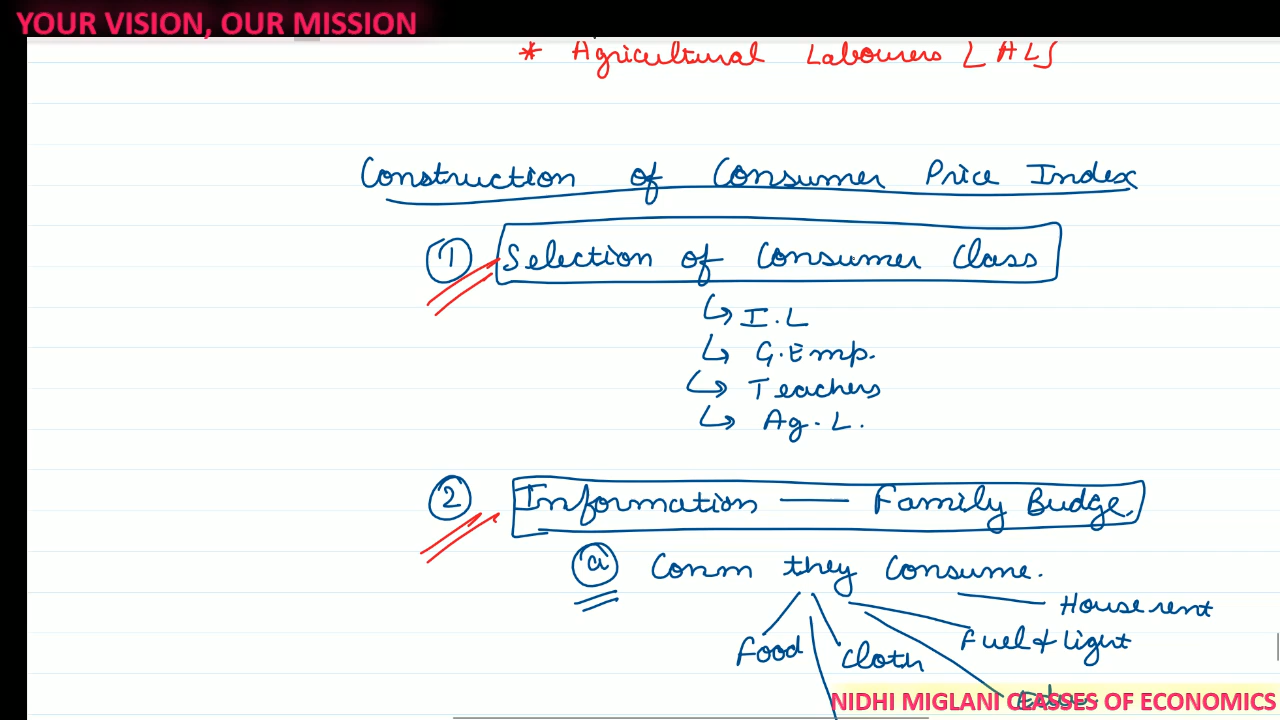 YOUR VISION, OUR MISSION
* Agricultural Labourers [AL]
Construction of Consumer Price Index
① Selection of Consumer Class
↳ I.L
↳ G.Emp.
↳ Teachers
↳ Ag.L.
② Information — Family Budge.
ⓐ Comm they Consume.
House rent
Fuel & light
Food
Cloth
NIDHI MIGLANI CLASSES OF ECONOMICS